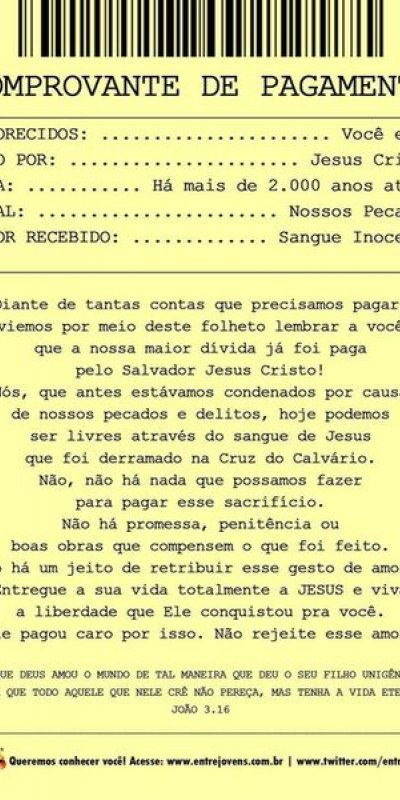 OMPROVANTE DE PAGAMENT
ORECIDOS: ...................... Você e
O POR: ...................... Jesus Cri
A: ........... Há mais de 2.000 anos at
AL: ........................ Nossos Peca
OR RECEBIDO: ............. Sangue Inoce
Diante de tantas contas que precisamos pagar
viemos por meio deste folheto lembrar a você
que a nossa maior dívida já foi paga
pelo Salvador Jesus Cristo!
Nós, que antes estávamos condenados por causa
de nossos pecados e delitos, hoje podemos
ser livres através do sangue de Jesus
que foi derramado na Cruz do Calvário.
Não, não há nada que possamos fazer
para pagar esse sacrifício.
Não há promessa, penitência ou
boas obras que compensem o que foi feito.
ó há um jeito de retribuir esse gesto de amo
Entregue a sua vida totalmente a JESUS e viva
a liberdade que Ele conquistou pra você.
le pagou caro por isso. Não rejeite esse amo
UE DEUS AMOU O MUNDO DE TAL MANEIRA QUE DEU O SEU FILHO UNIGÊN
QUE TODO AQUELE QUE NELE CRÊ NÃO PEREÇA, MAS TENHA A VIDA ETE
JOÃO 3.16
Queremos conhecer você! Acesse: www.entrejovens.com.br | www.twitter.com/entr